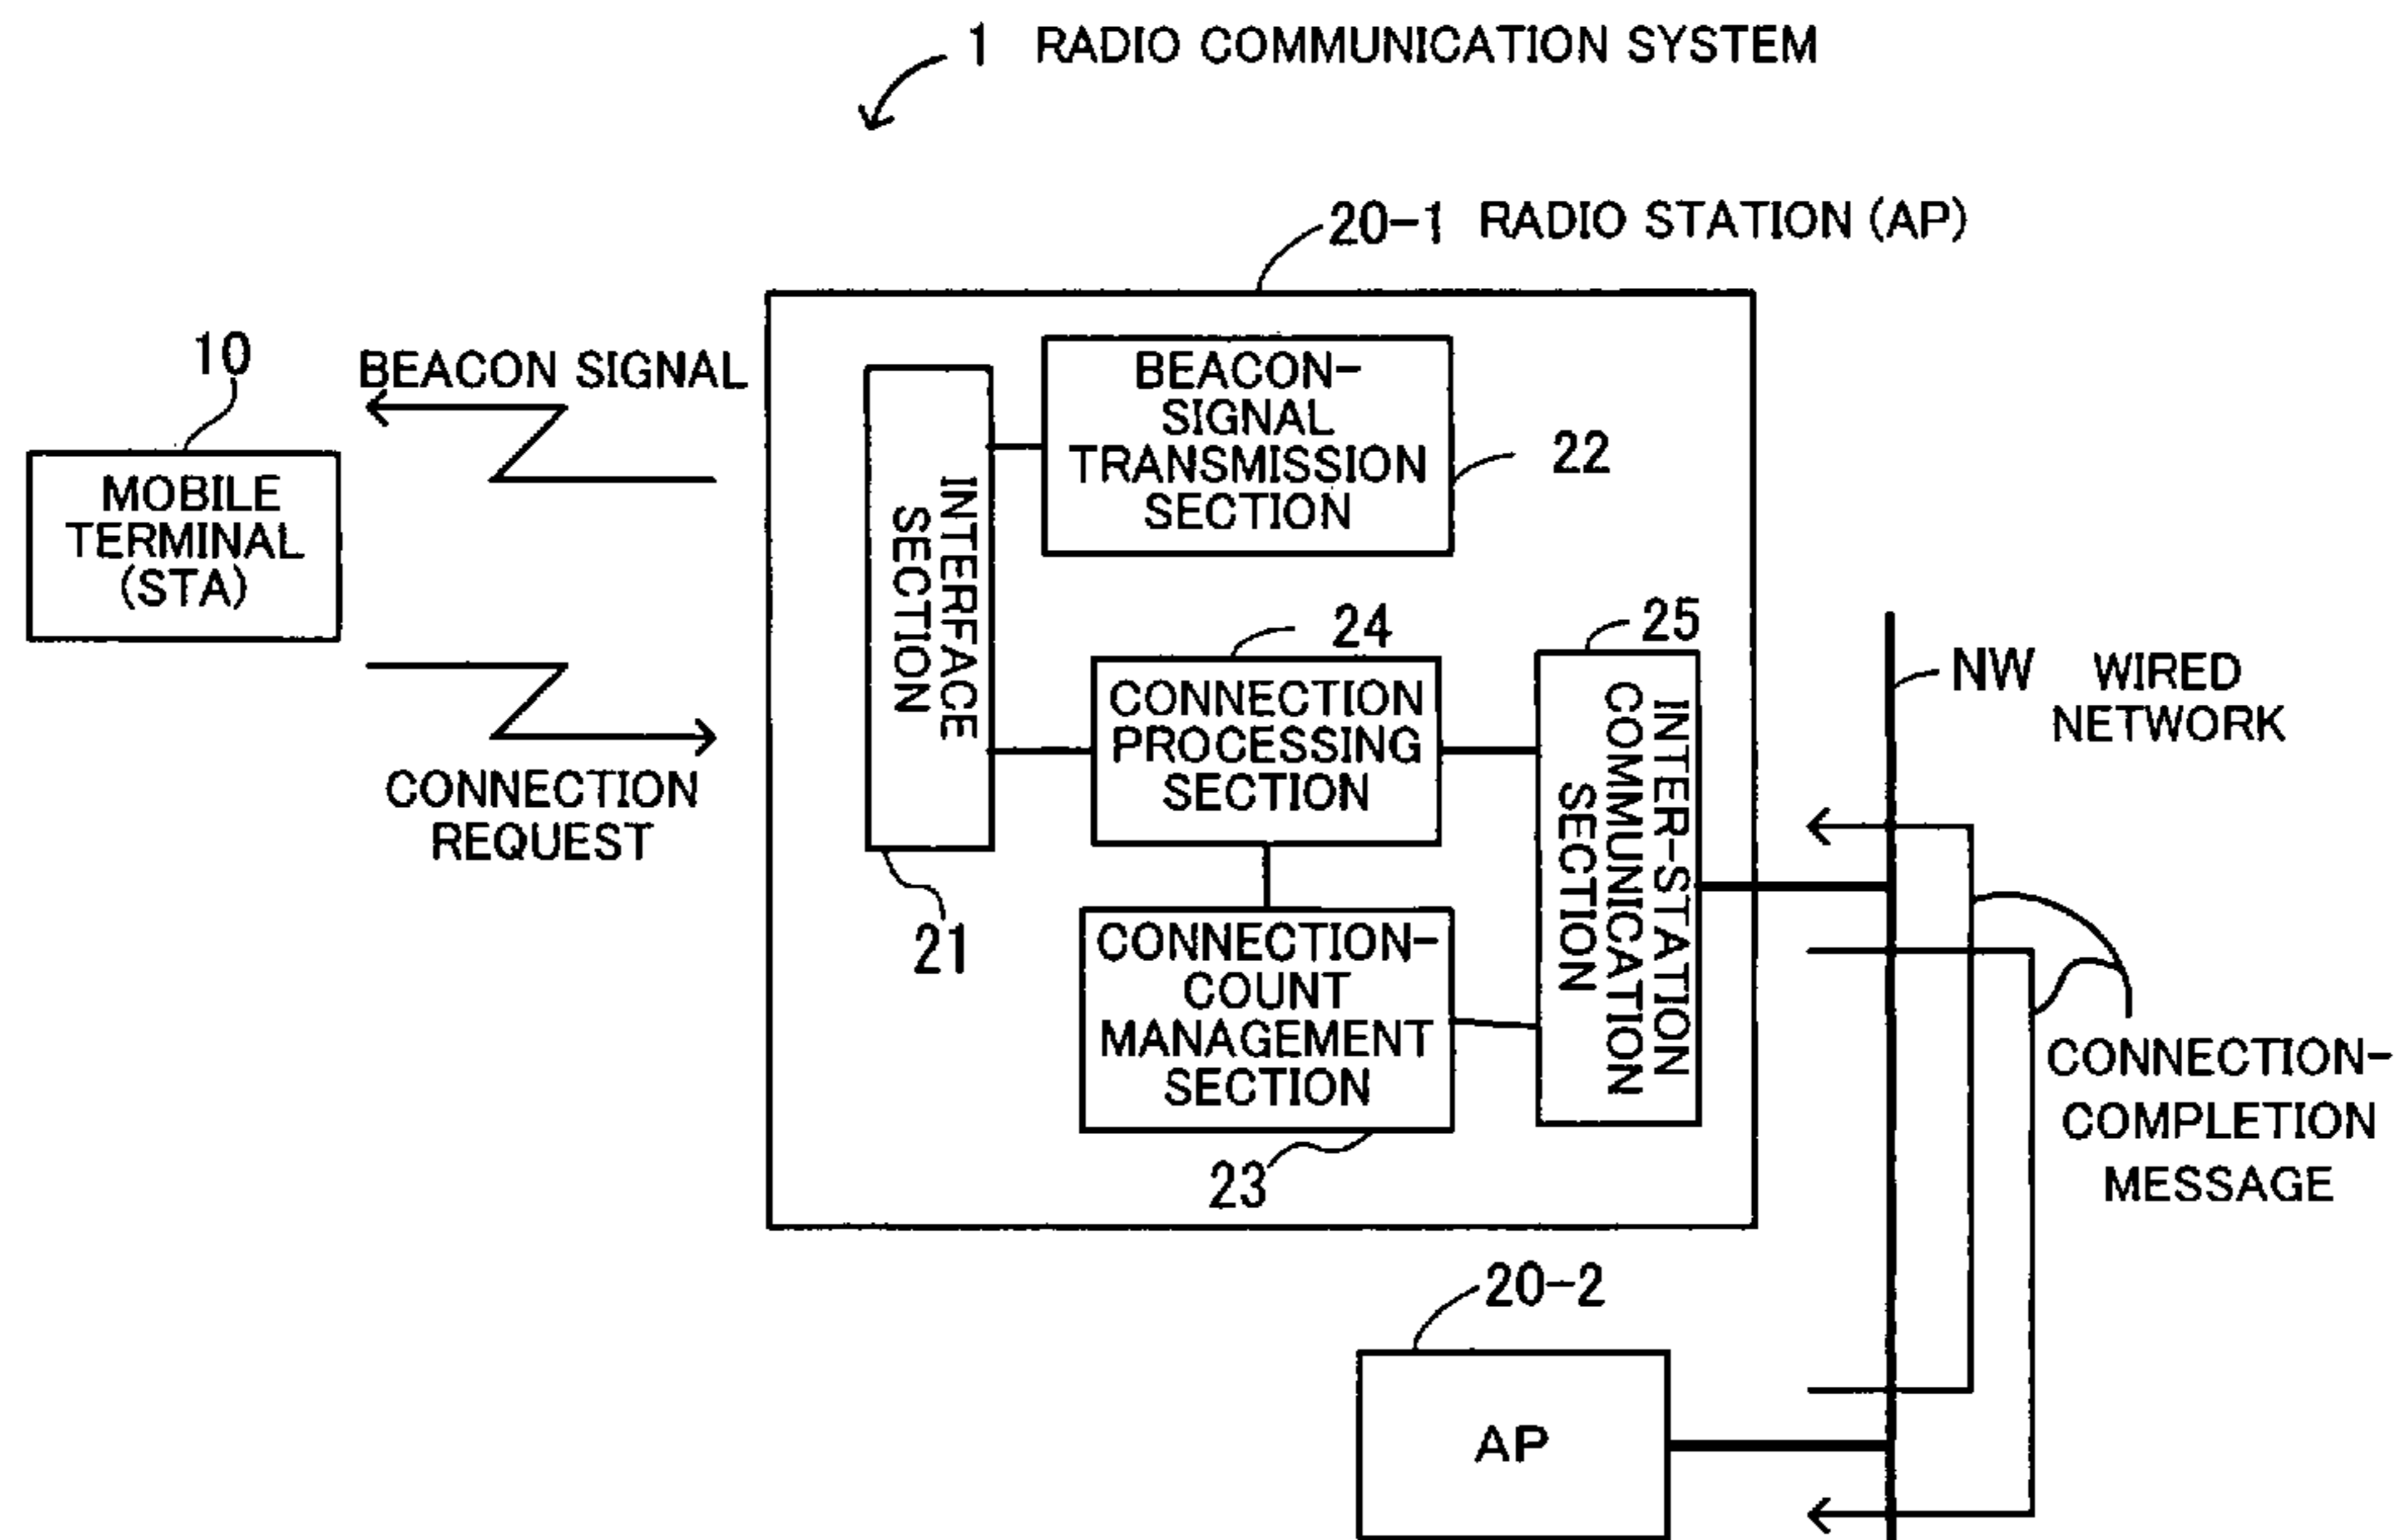 1 RADIO COMMUNICATION SYSTEM
20-1 RADIO STATION (AP)
10
MOBILE
TERMINAL
(STA)
BEACON SIGNAL
CONNECTION
REQUEST
INTERFACE
SECTION
21
BEACON-
SIGNAL
TRANSMISSION
SECTION
22
24
CONNECTION
PROCESSING
SECTION
CONNECTION-
COUNT
MANAGEMENT
SECTION
23
25
INTER-STATION
COMMUNICATION
SECTION
NW WIRED
NETWORK
CONNECTION-
COMPLETION
MESSAGE
20-2
AP